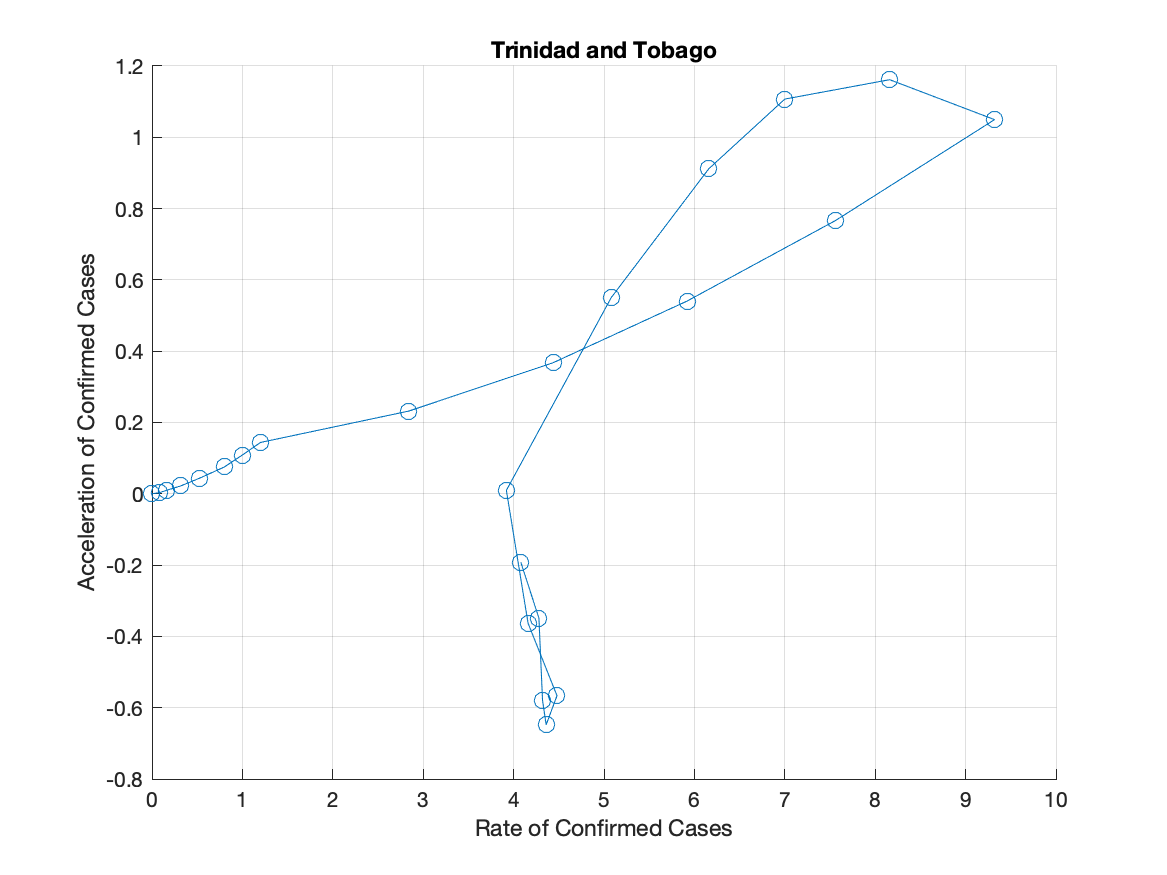 Trinidad and Tobago
1.2
1
0.8
0.6
0.4
0.2
0
-0.2
-0.4
-0.6
-0.8
Acceleration of Confirmed Cases
0 1 2 3 4 5 6 7 8 9 10
Rate of Confirmed Cases